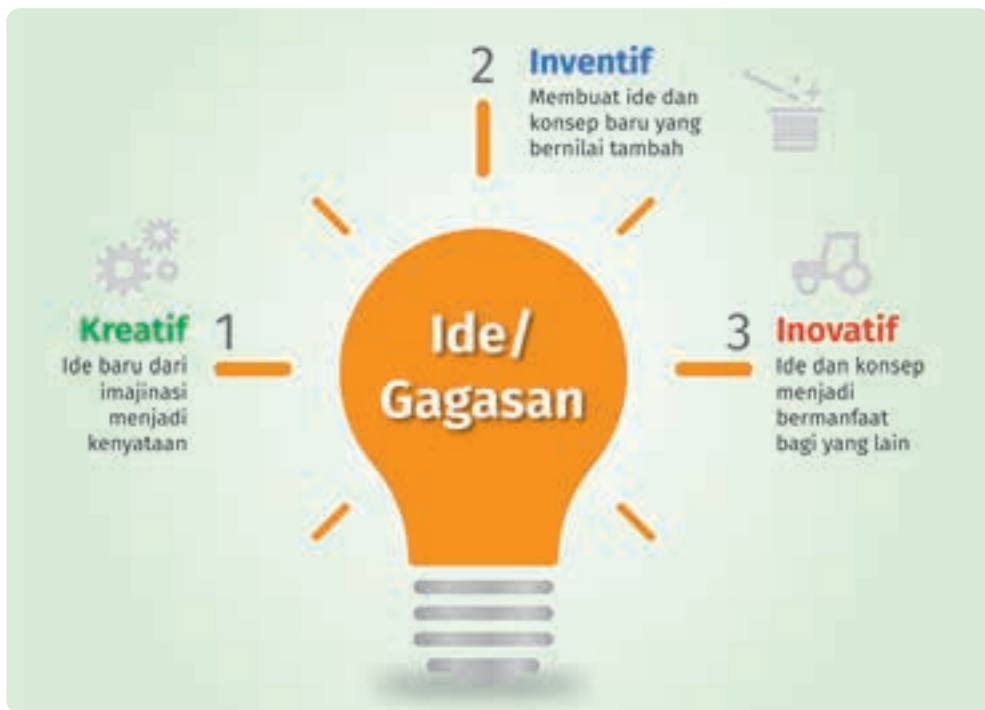 2
Inventif
Membuat ide dan
konsep baru yang
bernilai tambah
Kreatif
1
Ide baru dari
imajinasi
menjadi
kenyataan
Ide/
Gagasan
3
Inovatif
Ide dan konsep
menjadi
bermanfaat
bagi yang lain